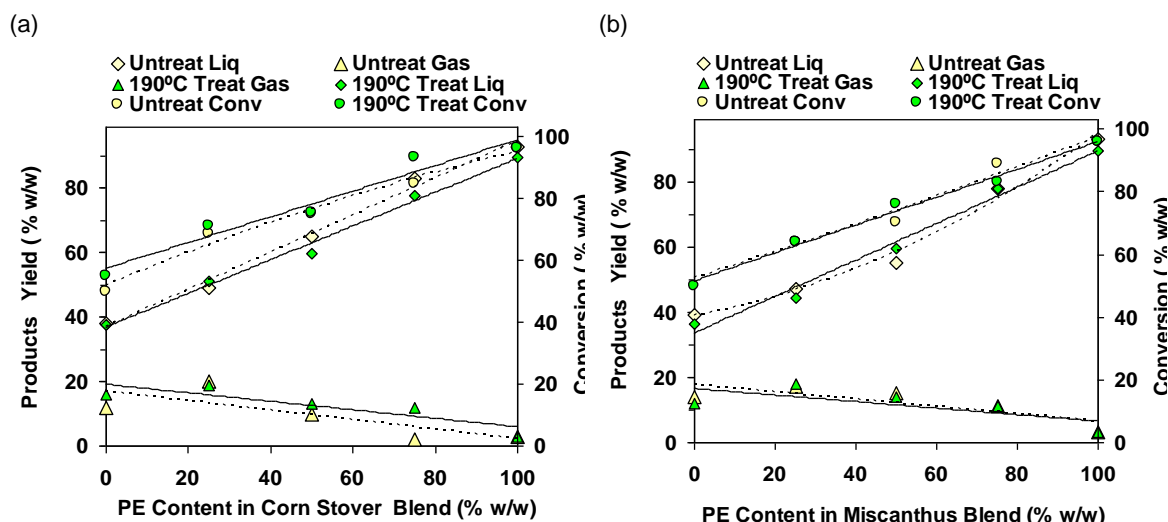 (a)
Untreat Liq Untreat Gas
190ºC Treat Gas 190ºC Treat Liq
Untreat Conv 190ºC Treat Conv
Products Yield ( % w/w)
80
60
40
20
0
100
80
60
40
20
0
Conversion ( % w/w)
0 20 40 60 80 100
PE Content in Corn Stover Blend (% w/w)
(b)
Untreat Liq Untreat Gas
190ºC Treat Gas 190ºC Treat Liq
Untreat Conv 190ºC Treat Conv
Products Yield ( % w/w)
80
60
40
20
0
100
80
60
40
20
0
Conversion ( % w/w)
0 20 40 60 80 100
PE Content in Miscanthus Blend (% w/w)